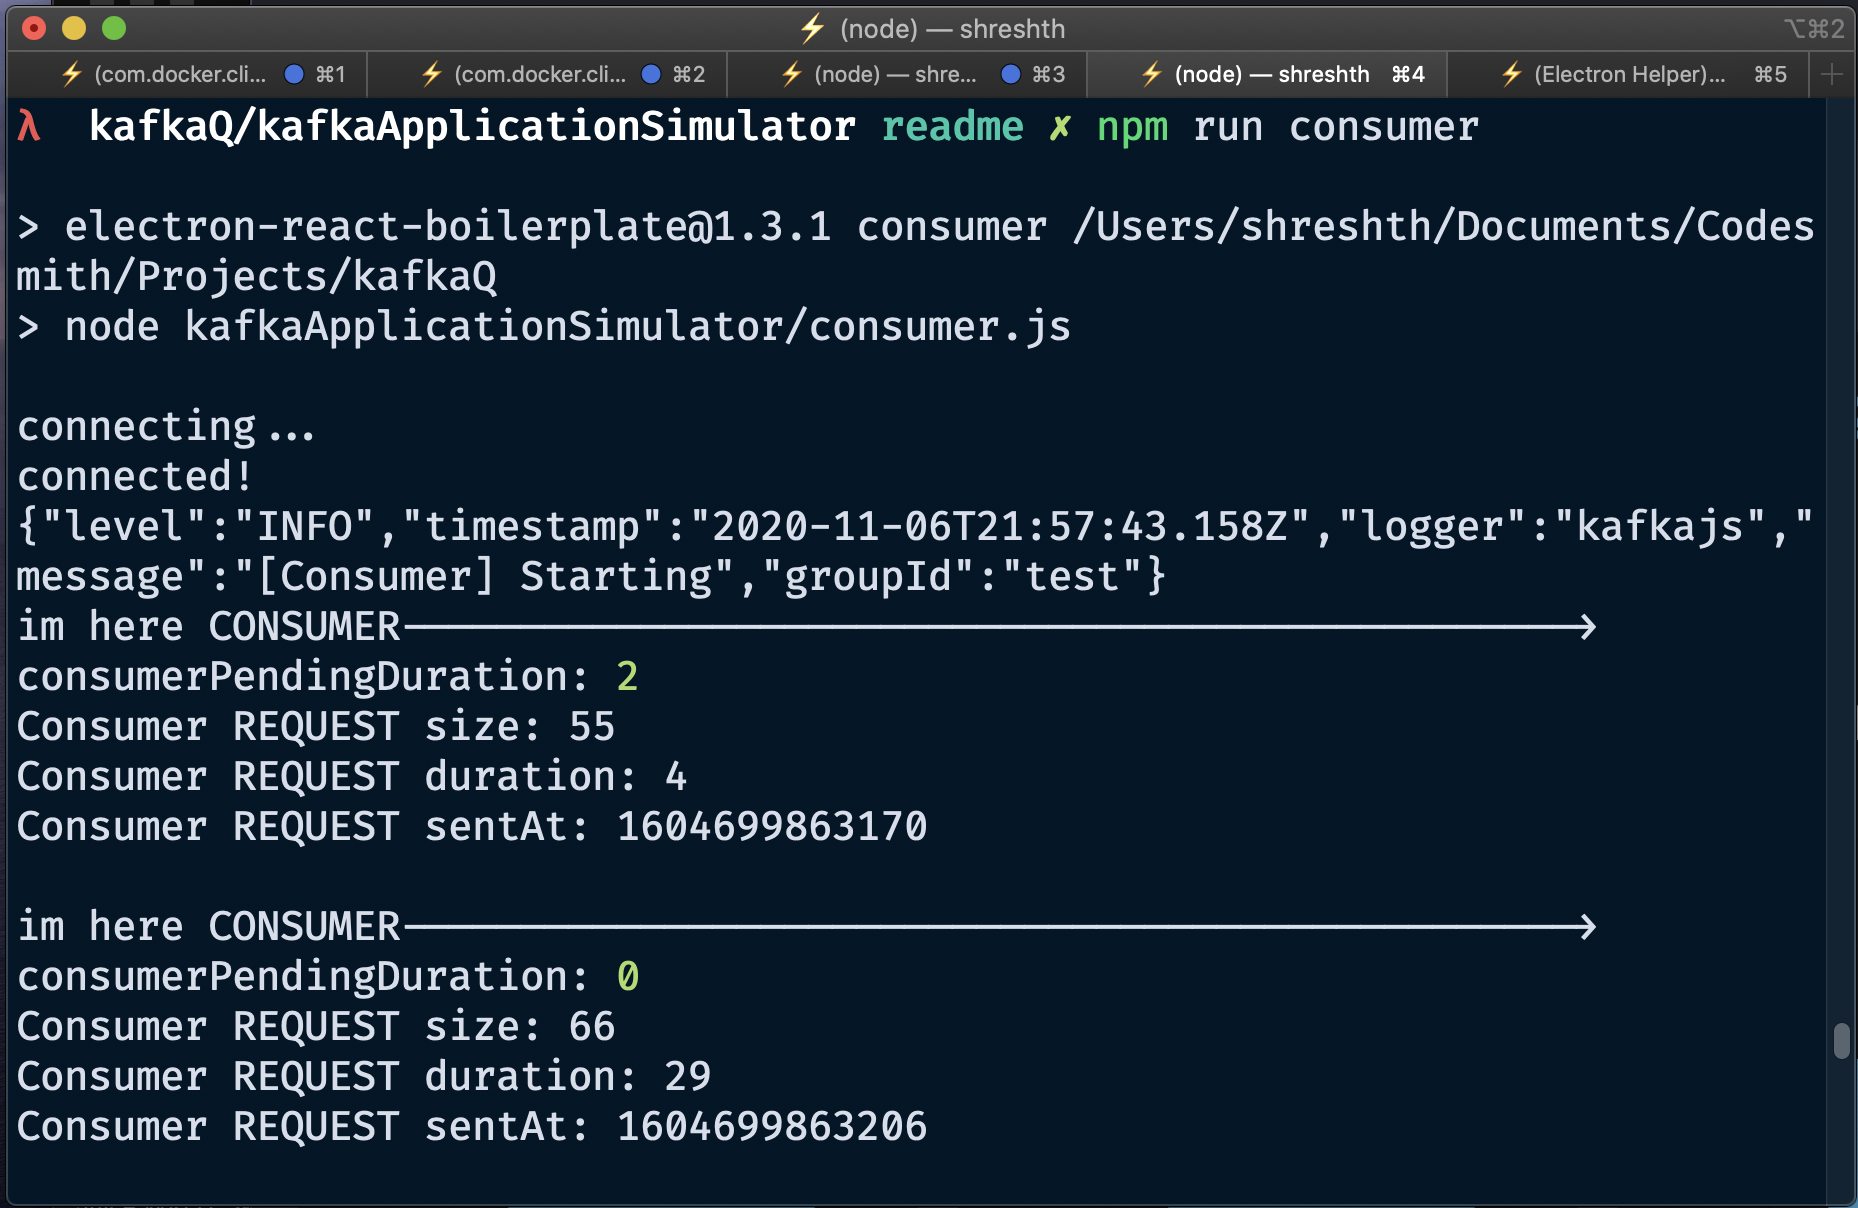 ⚡ (node) — shreshth ⌥⌘2
⚡ (com.docker.cli... ⌘1 ⚡ (com.docker.cli... ⌘2 ⚡ (node) — shre... ⌘3 ⚡ (node) — shreshth ⌘4 ⚡ (Electron Helper)... ⌘5 +
λ kafkaQ/kafkaApplicationSimulator readme ✗ npm run consumer
> electron-react-boilerplate@1.3.1 consumer /Users/shreshth/Documents/Codes
mith/Projects/kafkaQ
> node kafkaApplicationSimulator/consumer.js
connecting...
connected!
{"level":"INFO","timestamp":"2020-11-06T21:57:43.158Z","logger":"kafkajs","
message":"[Consumer] Starting","groupId":"test"}
im here CONSUMER⟶
consumerPendingDuration: 2
Consumer REQUEST size: 55
Consumer REQUEST duration: 4
Consumer REQUEST sentAt: 1604699863170
im here CONSUMER⟶
consumerPendingDuration: 0
Consumer REQUEST size: 66
Consumer REQUEST duration: 29
Consumer REQUEST sentAt: 1604699863206